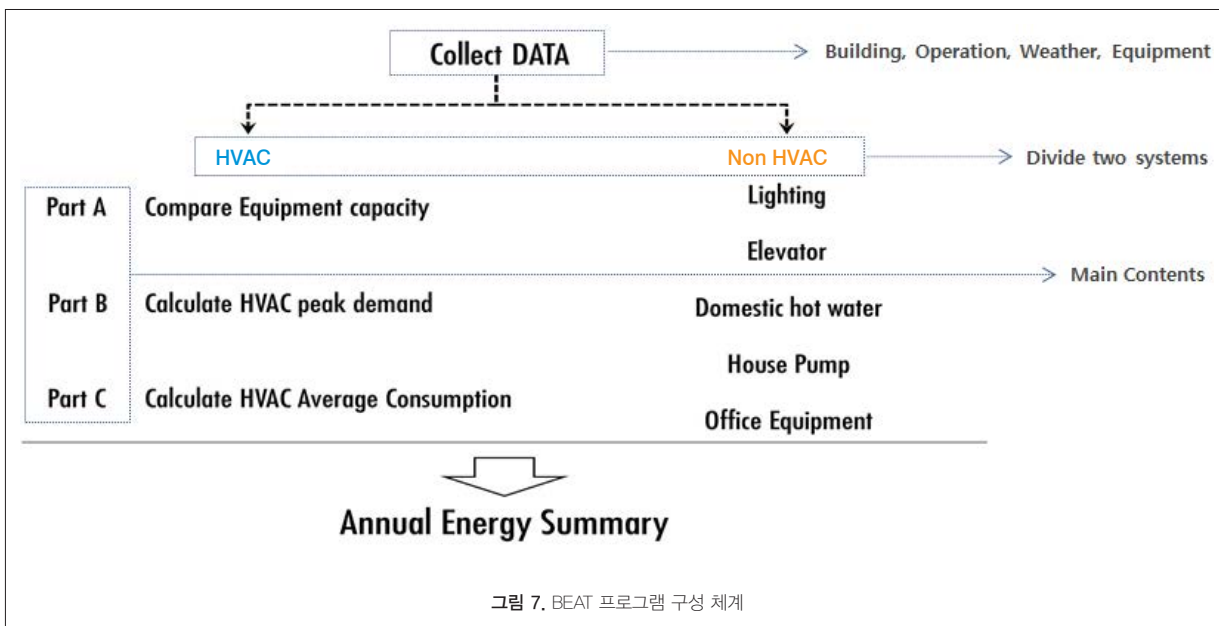 Collect DATA
Building, Operation, Weather, Equipment
HVAC
Non HVAC
Divide two systems
Part A
Compare Equipment capacity
Lighting
Elevator
Main Contents
Part B
Calculate HVAC peak demand
Domestic hot water
House Pump
Part C
Calculate HVAC Average Consumption
Office Equipment
Annual Energy Summary
그림 7. BEAT 프로그램 구성 체계